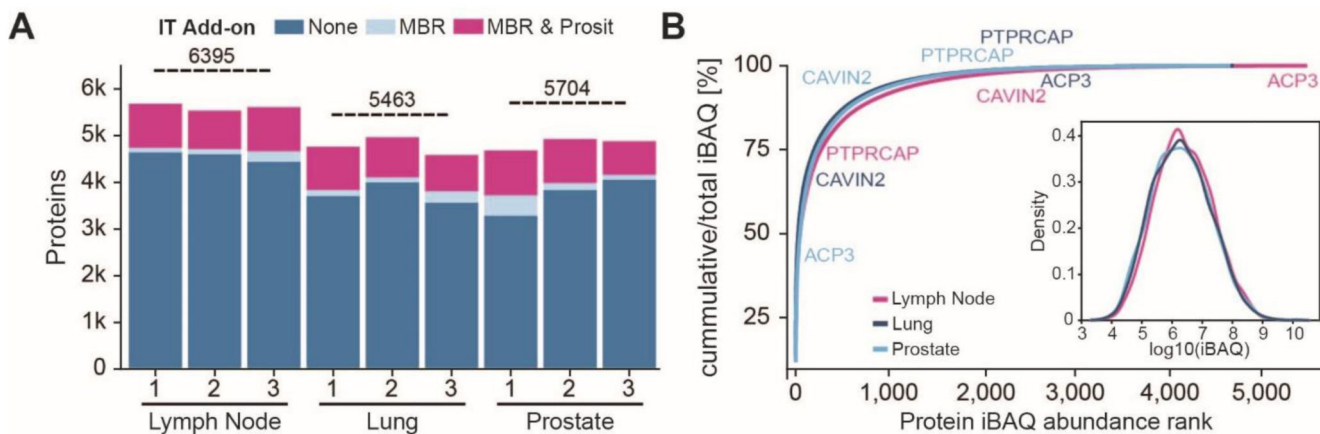 A
IT Add-on None MBR MBR & Prosit
6395
5463
5704
6k
5k
4k
3k
2k
1k
0
Proteins
1 2 3 1 2 3 1 2 3
Lymph Node Lung Prostate
B
PTPRCAP
PTPRCAP
CAVIN2
ACP3
ACP3
CAVIN2
PTPRCAP
CAVIN2
ACP3
100
75
50
25
cummulative/total iBAQ [%]
Lymph Node
Lung
Prostate
0 1,000 2,000 3,000 4,000 5,000
Protein iBAQ abundance rank
0.4
0.3
0.2
0.1
0
Density
3 4 5 6 7 8 9 10
log10(iBAQ)